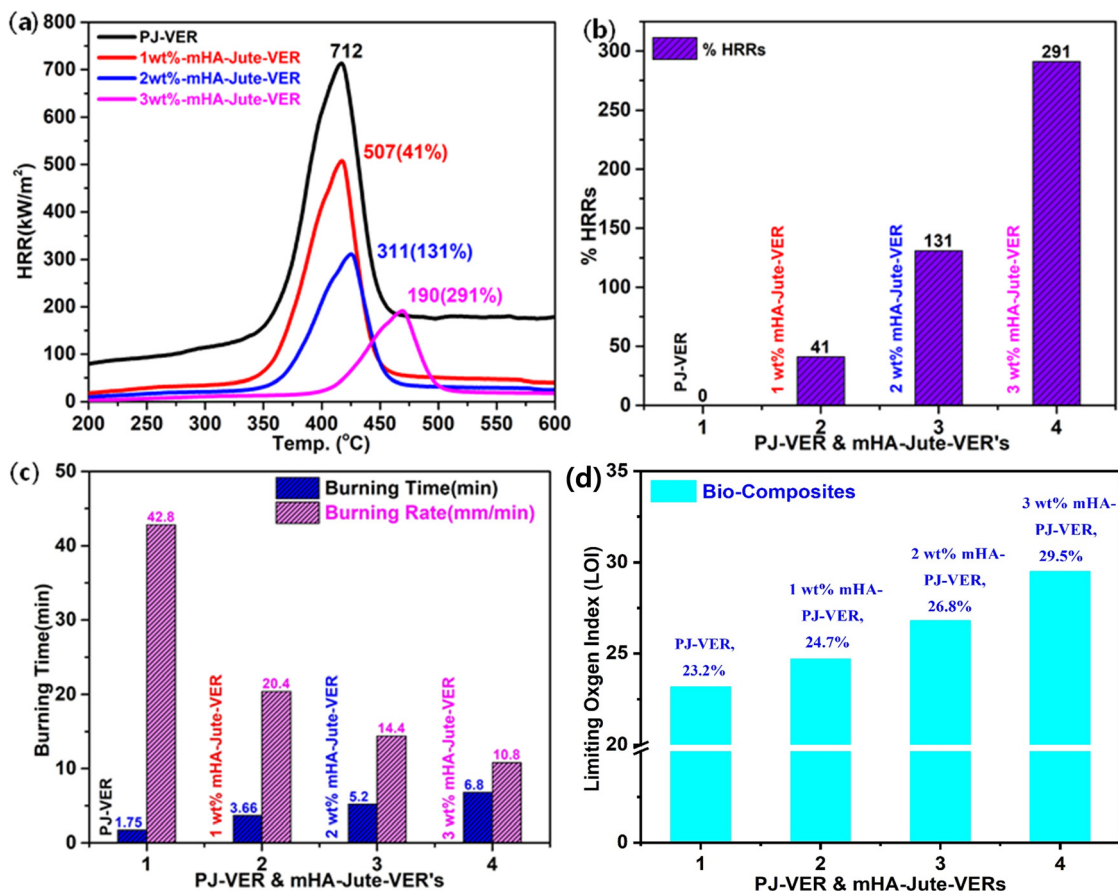 (a)
800
700
600
500
400
300
200
100
0
HRR(kW/m²)
PJ-VER
1wt%-mHA-Jute-VER
2wt%-mHA-Jute-VER
3wt%-mHA-Jute-VER
712
507(41%)
311(131%)
190(291%)
200 250 300 350 400 450 500 550 600
Temp. (°C)
(b)
300
250
200
150
100
50
0
% HRRs
% HRRs
PJ-VER
0
1 wt% mHA-Jute-VER
41
2 wt% mHA-Jute-VER
131
3 wt% mHA-Jute-VER
291
1 2 3 4
PJ-VER & mHA-Jute-VER's
(c)
50
40
30
20
10
0
Burning Time(min)
Burning Time(min)
Burning Rate(mm/min)
PJ-VER
1.75
42.8
1 wt% mHA-Jute-VER
3.66
20.4
2 wt% mHA-Jute-VER
5.2
14.4
3 wt% mHA-Jute-VER
6.8
10.8
1 2 3 4
PJ-VER & mHA-Jute-VER's
(d)
35
30
25
20
0
Limiting Oxgen Index (LOI)
Bio-Composites
PJ-VER,
23.2%
1 wt% mHA-
PJ-VER,
24.7%
2 wt% mHA-
PJ-VER,
26.8%
3 wt% mHA-
PJ-VER,
29.5%
1 2 3 4
PJ-VER & mHA-Jute-VERs